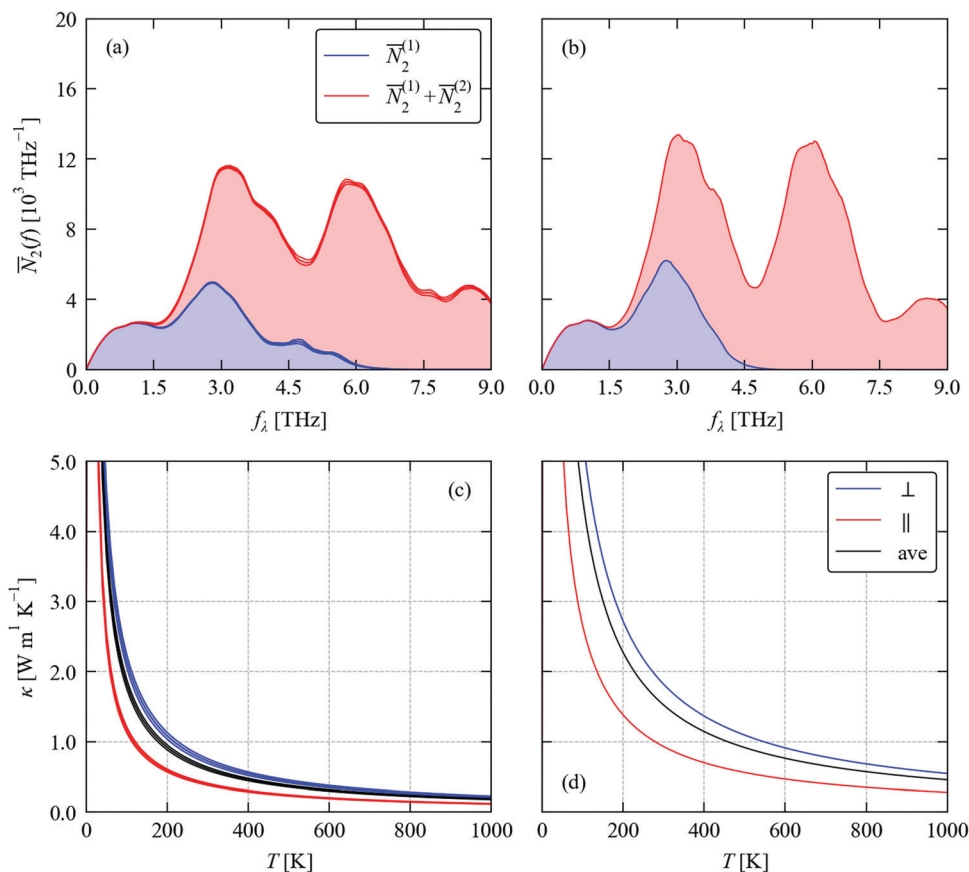 20
16
12
8
4
0
N̅₂(f) [10³ THz⁻¹]
(a)
N̅₂⁽¹⁾
N̅₂⁽¹⁾ + N̅₂⁽²⁾
0.0 1.5 3.0 4.5 6.0 7.5 9.0
f_λ [THz]
(b)
0.0 1.5 3.0 4.5 6.0 7.5 9.0
f_λ [THz]
5.0
4.0
3.0
2.0
1.0
0.0
κ [W m¹ K⁻¹]
(c)
0 200 400 600 800 1000
T [K]
⊥
∥
ave
(d)
0 200 400 600 800 1000
T [K]